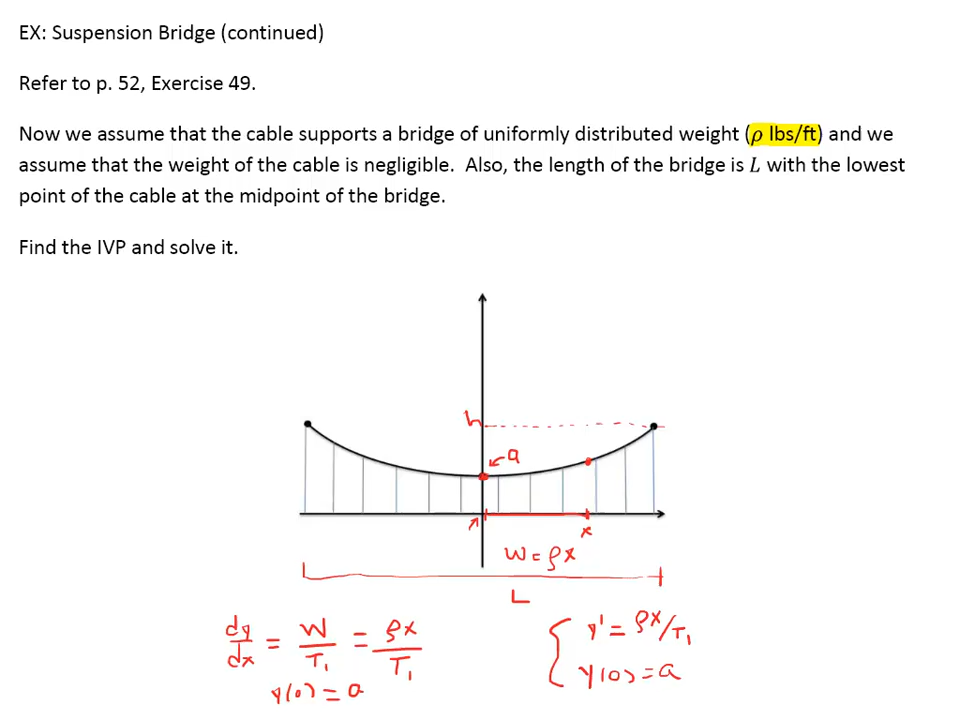 EX: Suspension Bridge (continued)
Refer to p. 52, Exercise 49.
Now we assume that the cable supports a bridge of uniformly distributed weight (ρ lbs/ft) and we
assume that the weight of the cable is negligible. Also, the length of the bridge is L with the lowest
point of the cable at the midpoint of the bridge.
Find the IVP and solve it.
h
a
x
W = ρx
L
dy/dx = W/T₁ = ρx/T₁
y(0) = a
{ y' = ρx/T₁
y(0) = a